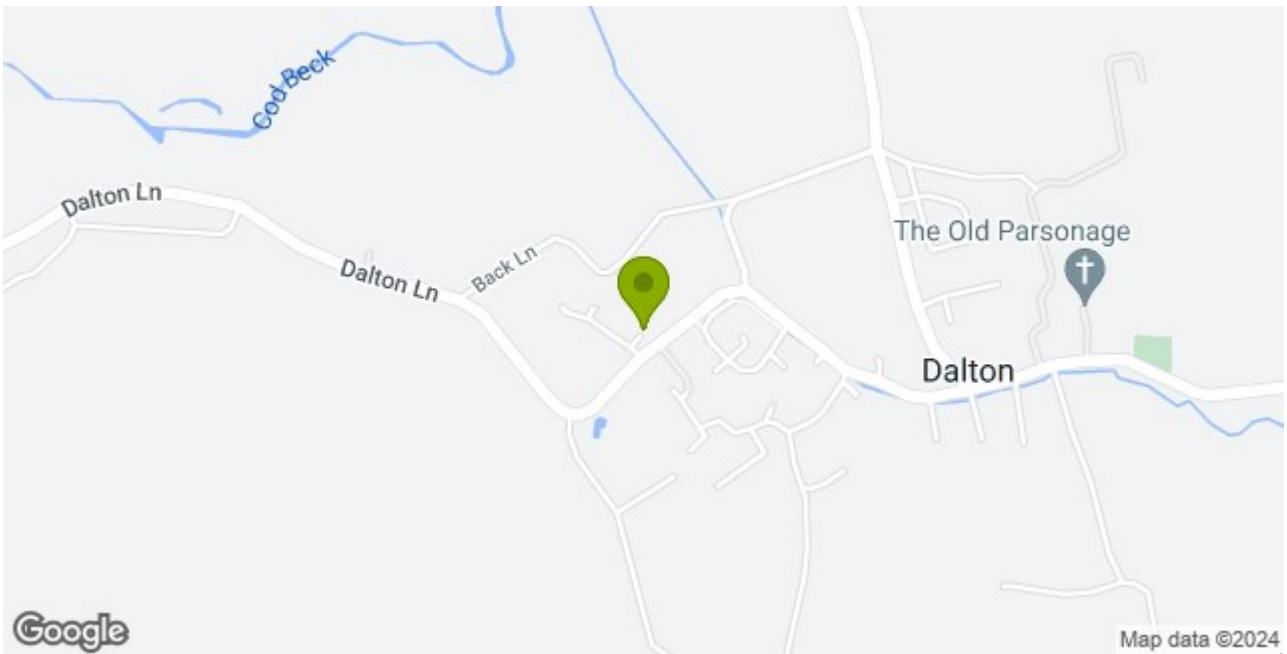 Cod Beck
Dalton Ln
The Old Parsonage
Back Ln
Dalton Ln
Dalton
Google
Map data ©2024